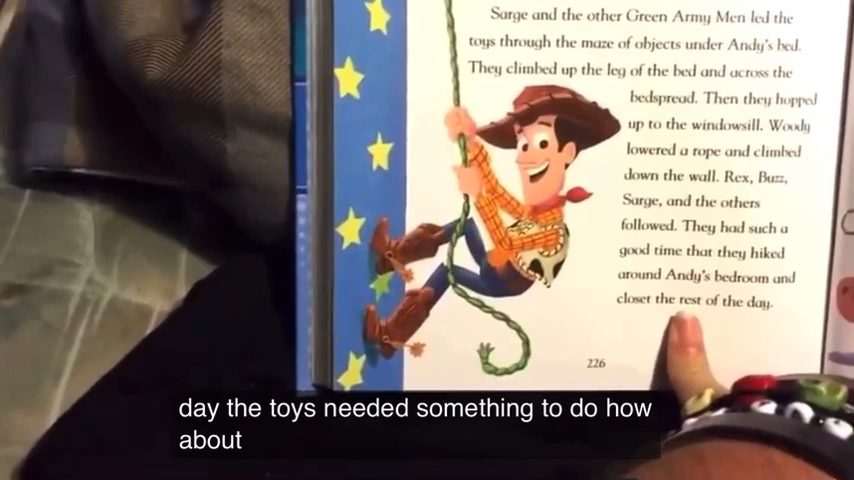 Sarge and the other Green Army Men led the
toys through the maze of objects under Andy's bed.
They climbed up the leg of the bed and across the
bedspread. Then they hopped
up to the windowsill. Woody
lowered a rope and climbed
down the wall. Rex, Buzz,
Sarge, and the others
followed. They had such a
good time that they hiked
around Andy's bedroom and
closet the rest of the day.
226
day the toys needed something to do how
about